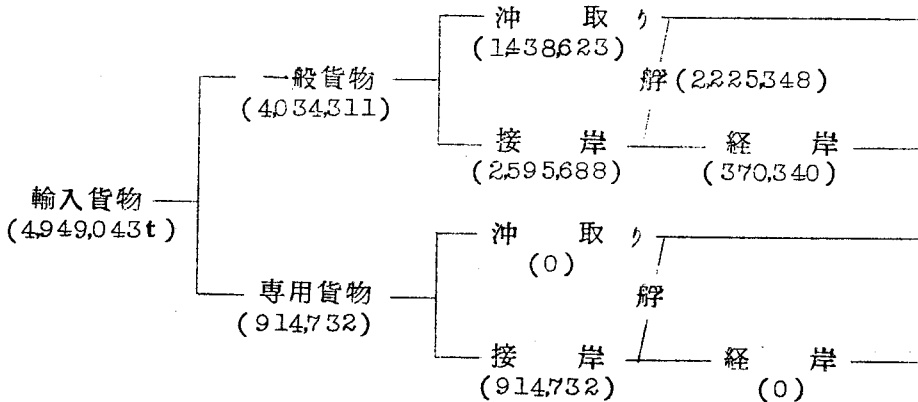 沖取り
(1,438,623)
一般貨物
(4,034,311)
艀(2,225,348)
接岸
(2,595,688)
経岸
(370,340)
輸入貨物
(4,949,043t)
沖取り
(0)
専用貨物
(914,732)
艀
接岸
(914,732)
経岸
(0)